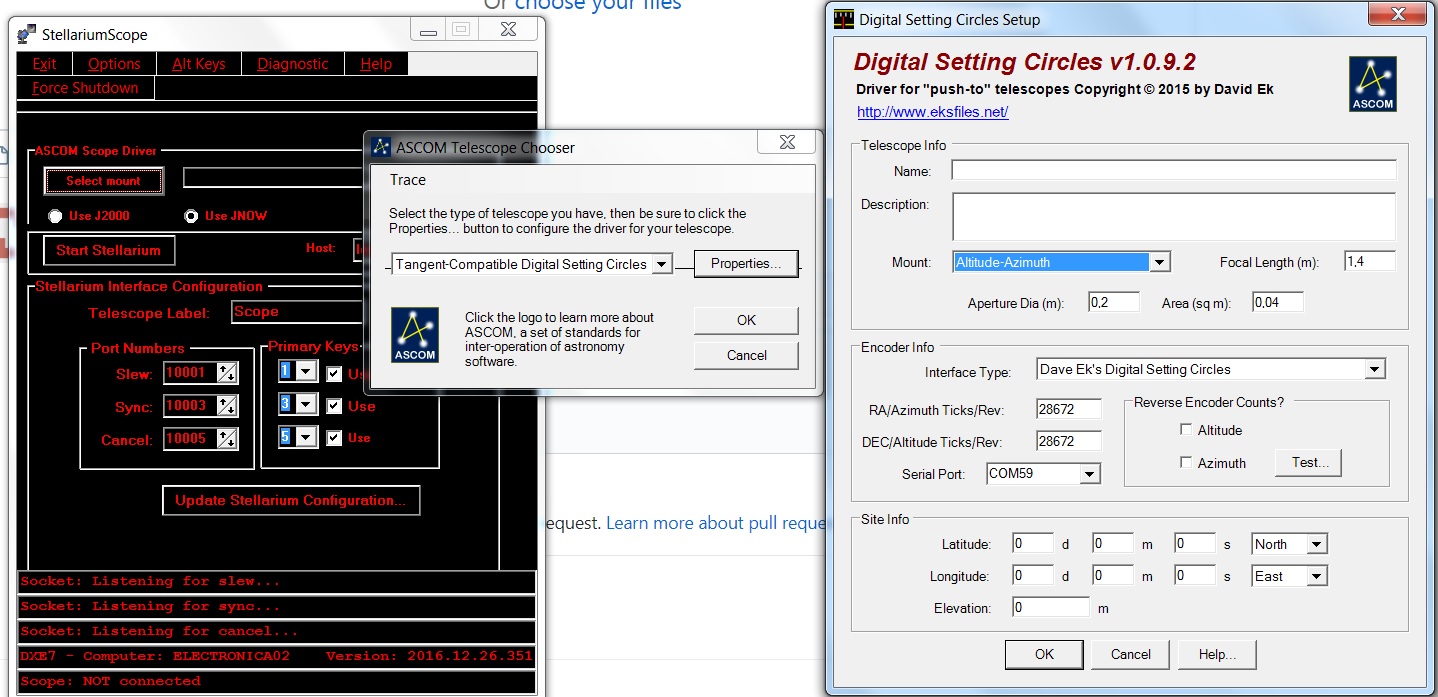 Or choose your files
StellariumScope
Exit Options Alt Keys Diagnostic Help
Force Shutdown
ASCOM Scope Driver
Select mount
Use J2000 Use JNOW
Start Stellarium Host:
Stellarium Interface Configuration
Telescope Label: Scope
Port Numbers Primary Keys
Slew: 10001 1
Sync: 10003 3 Use
Cancel: 10005 5 Use
Update Stellarium Configuration...
Socket: Listening for slew...
Socket: Listening for sync...
Socket: Listening for cancel...
DXE7 - Computer: ELECTRONICA02 Version: 2016.12.26.351
Scope: NOT connected
ASCOM Telescope Chooser
Trace
Select the type of telescope you have, then be sure to click the
Properties... button to configure the driver for your telescope.
Tangent-Compatible Digital Setting Circles Properties...
ASCOM
Click the logo to learn more about
ASCOM, a set of standards for
inter-operation of astronomy
software.
OK
Cancel
equest. Learn more about pull reque
Digital Setting Circles Setup
Digital Setting Circles v1.0.9.2
Driver for "push-to" telescopes Copyright © 2015 by David Ek
http://www.eksfiles.net/
ASCOM
Telescope Info
Name:
Description:
Mount: Altitude-Azimuth Focal Length (m): 1,4
Aperture Dia (m): 0,2 Area (sq m): 0,04
Encoder Info
Interface Type: Dave Ek's Digital Setting Circles
RA/Azimuth Ticks/Rev: 28672
DEC/Altitude Ticks/Rev: 28672
Serial Port: COM59
Reverse Encoder Counts?
Altitude
Azimuth Test...
Site Info
Latitude: 0 d 0 m 0 s North
Longitude: 0 d 0 m 0 s East
Elevation: 0 m
OK Cancel Help...